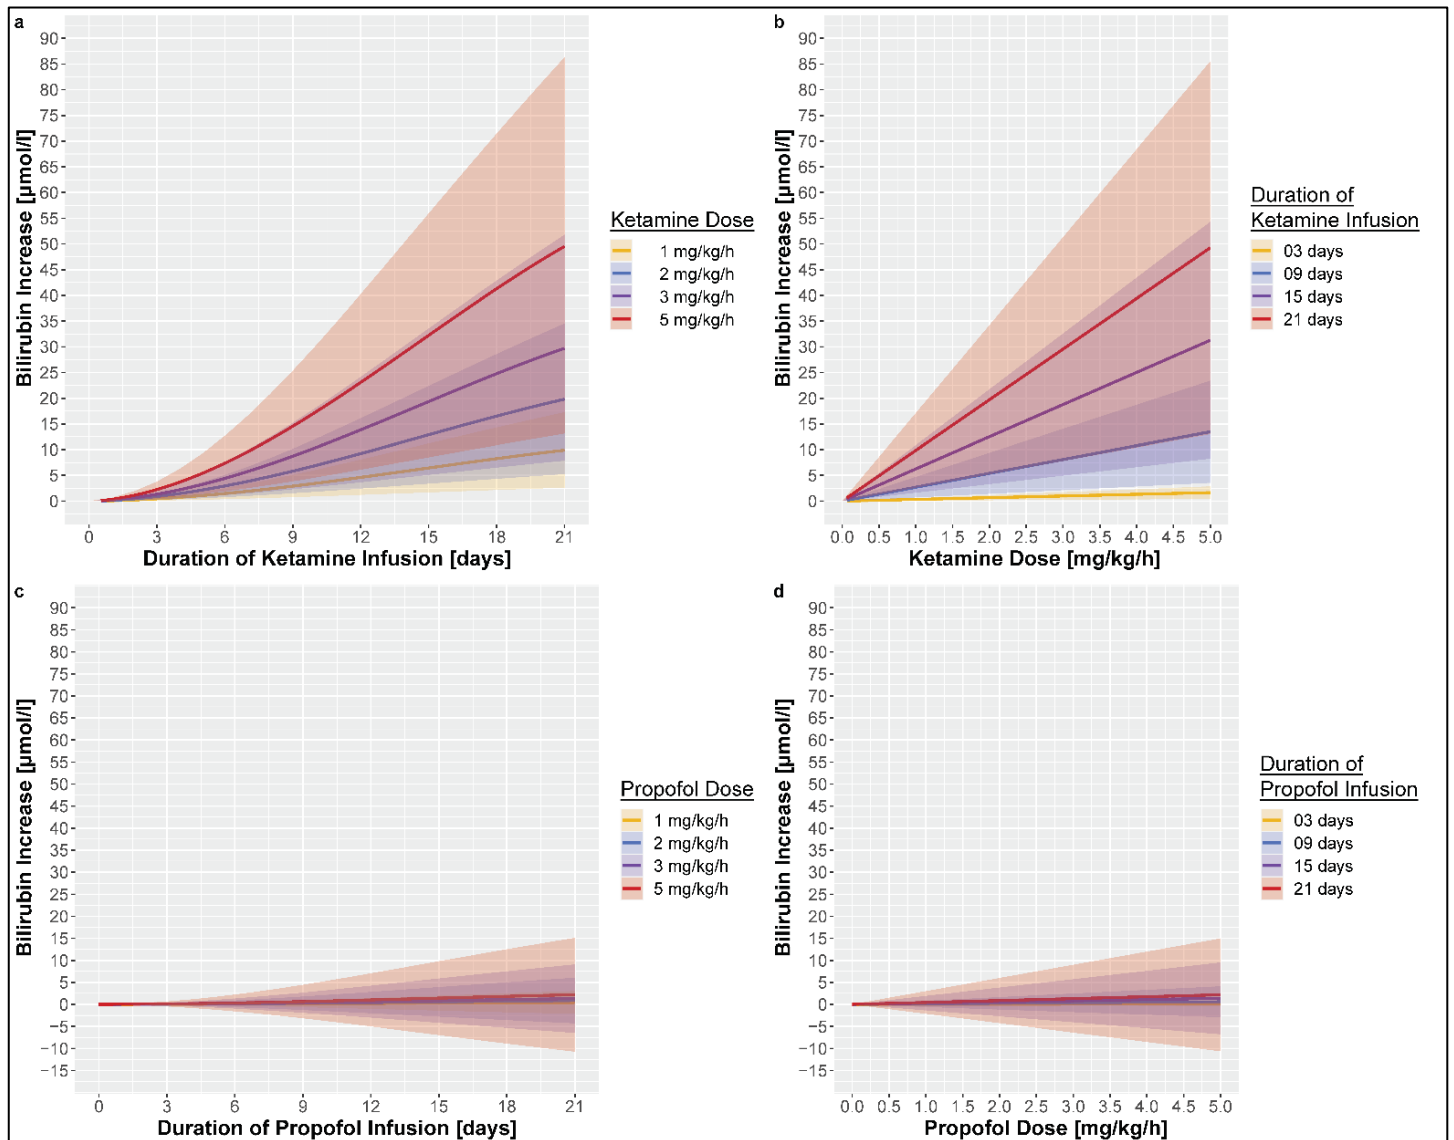 a
Bilirubin Increase [µmol/l]
90
85
80
75
70
65
60
55
50
45
40
35
30
25
20
15
10
5
0
0 3 6 9 12 15 18 21
Duration of Ketamine Infusion [days]
Ketamine Dose
1 mg/kg/h
2 mg/kg/h
3 mg/kg/h
5 mg/kg/h
b
Bilirubin Increase [µmol/l]
90
85
80
75
70
65
60
55
50
45
40
35
30
25
20
15
10
5
0
0.0 0.5 1.0 1.5 2.0 2.5 3.0 3.5 4.0 4.5 5.0
Ketamine Dose [mg/kg/h]
Duration of
Ketamine Infusion
03 days
09 days
15 days
21 days
c
Bilirubin Increase [µmol/l]
90
85
80
75
70
65
60
55
50
45
40
35
30
25
20
15
10
5
0
−5
−10
−15
0 3 6 9 12 15 18 21
Duration of Propofol Infusion [days]
Propofol Dose
1 mg/kg/h
2 mg/kg/h
3 mg/kg/h
5 mg/kg/h
d
Bilirubin Increase [µmol/l]
90
85
80
75
70
65
60
55
50
45
40
35
30
25
20
15
10
5
0
−5
−10
−15
0.0 0.5 1.0 1.5 2.0 2.5 3.0 3.5 4.0 4.5 5.0
Propofol Dose [mg/kg/h]
Duration of
Propofol Infusion
03 days
09 days
15 days
21 days